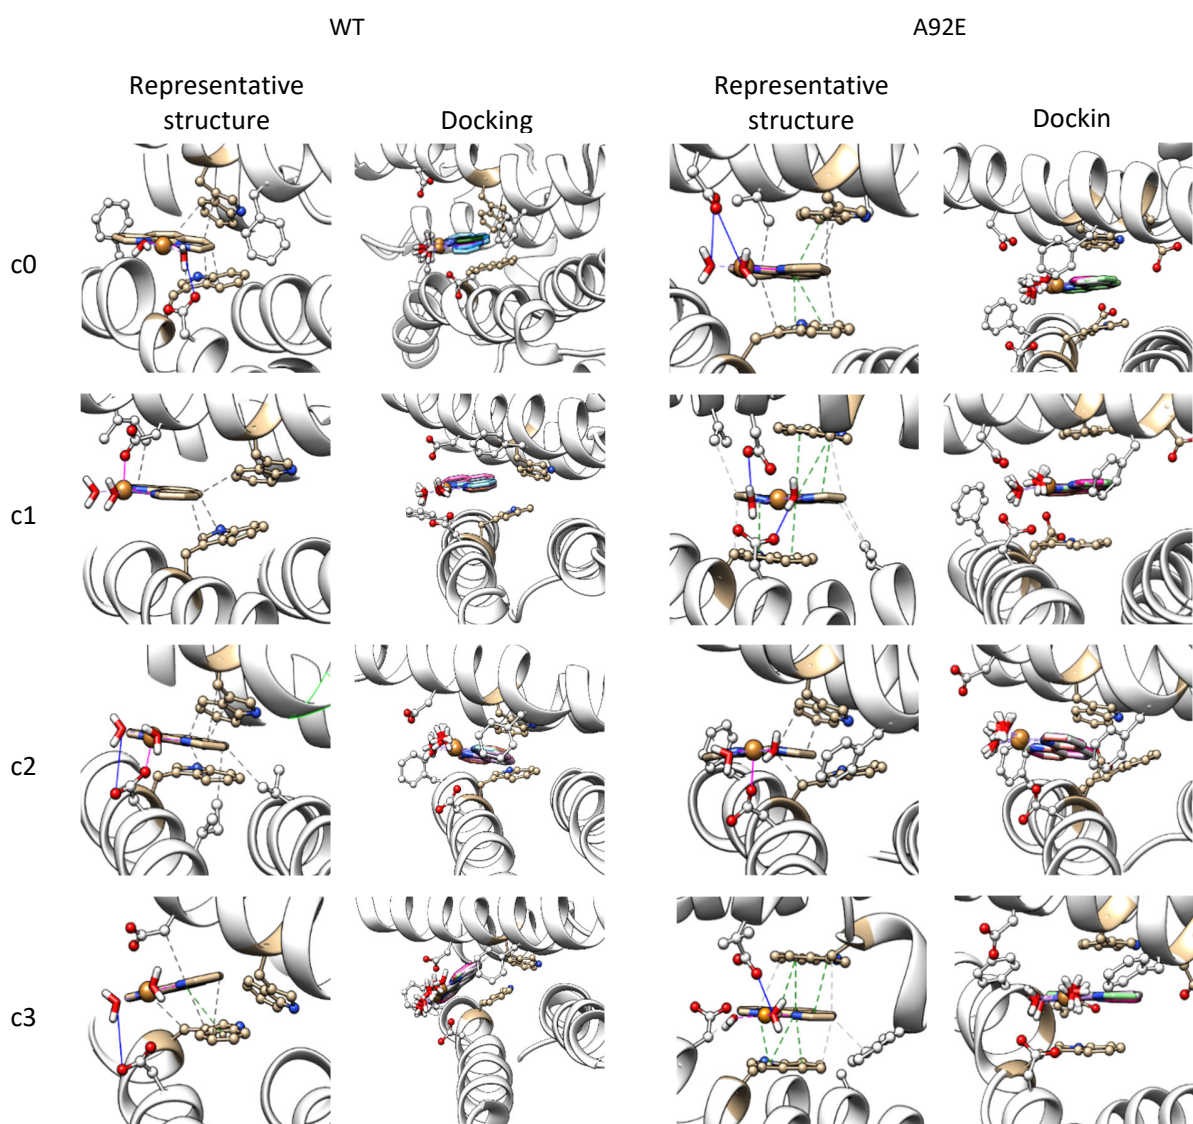 WT
A92E
Representative
structure
Docking
Representative
structure
Dockin
c0
c1
c2
c3